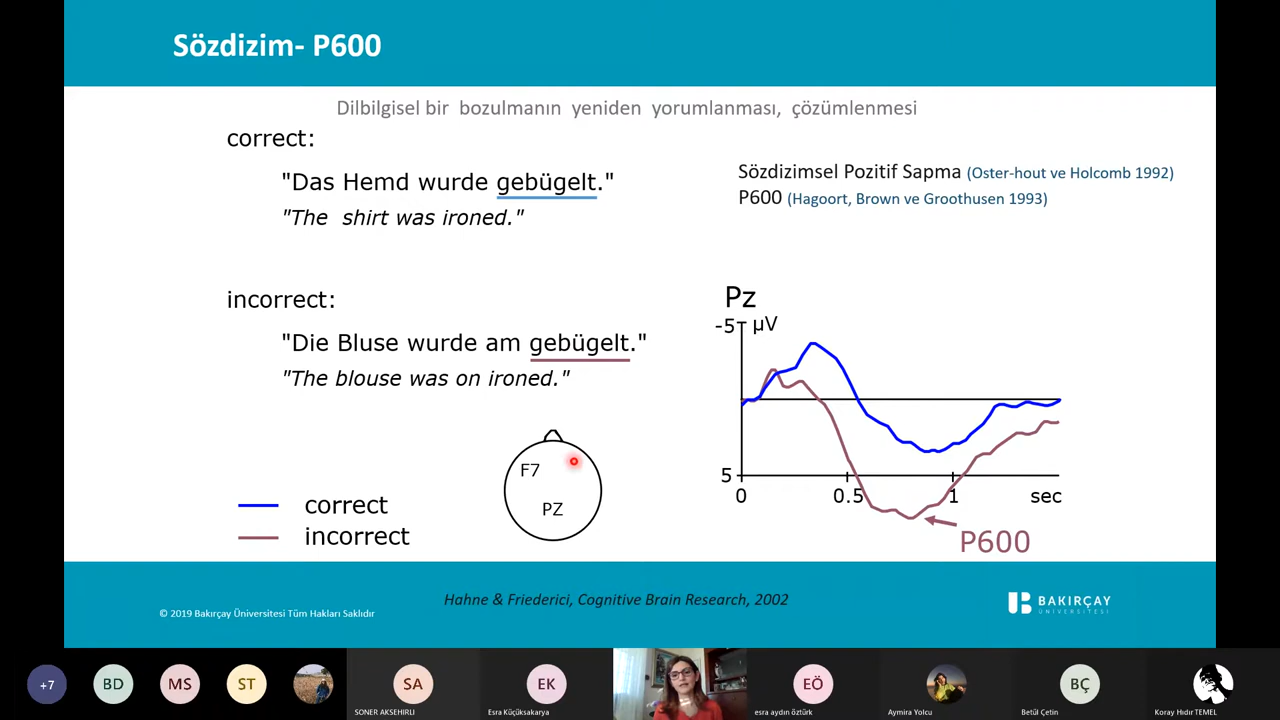 Sözdizim- P600
Dilbilgisel bir bozulmanın yeniden yorumlanması, çözümlenmesi
correct:
"Das Hemd wurde gebügelt."
"The shirt was ironed."
Sözdizimsel Pozitif Sapma (Oster-hout ve Holcomb 1992)
P600 (Hagoort, Brown ve Groothusen 1993)
incorrect:
"Die Bluse wurde am gebügelt."
"The blouse was on ironed."
Pz
-5 µV
5
0 0.5 1 sec
P600
F7
PZ
correct
incorrect
Hahne & Friederici, Cognitive Brain Research, 2002
© 2019 Bakırçay Üniversitesi Tüm Hakları Saklıdır
BAKIRÇAY
ÜNİVERSİTESİ
+7 BD MS ST SA EK EÖ BÇ
SONER AKSEHIRLI Esra Küçüksakarya esra aydın öztürk Aymira Yolcu Betül Çetin Koray Hıdır TEMEL